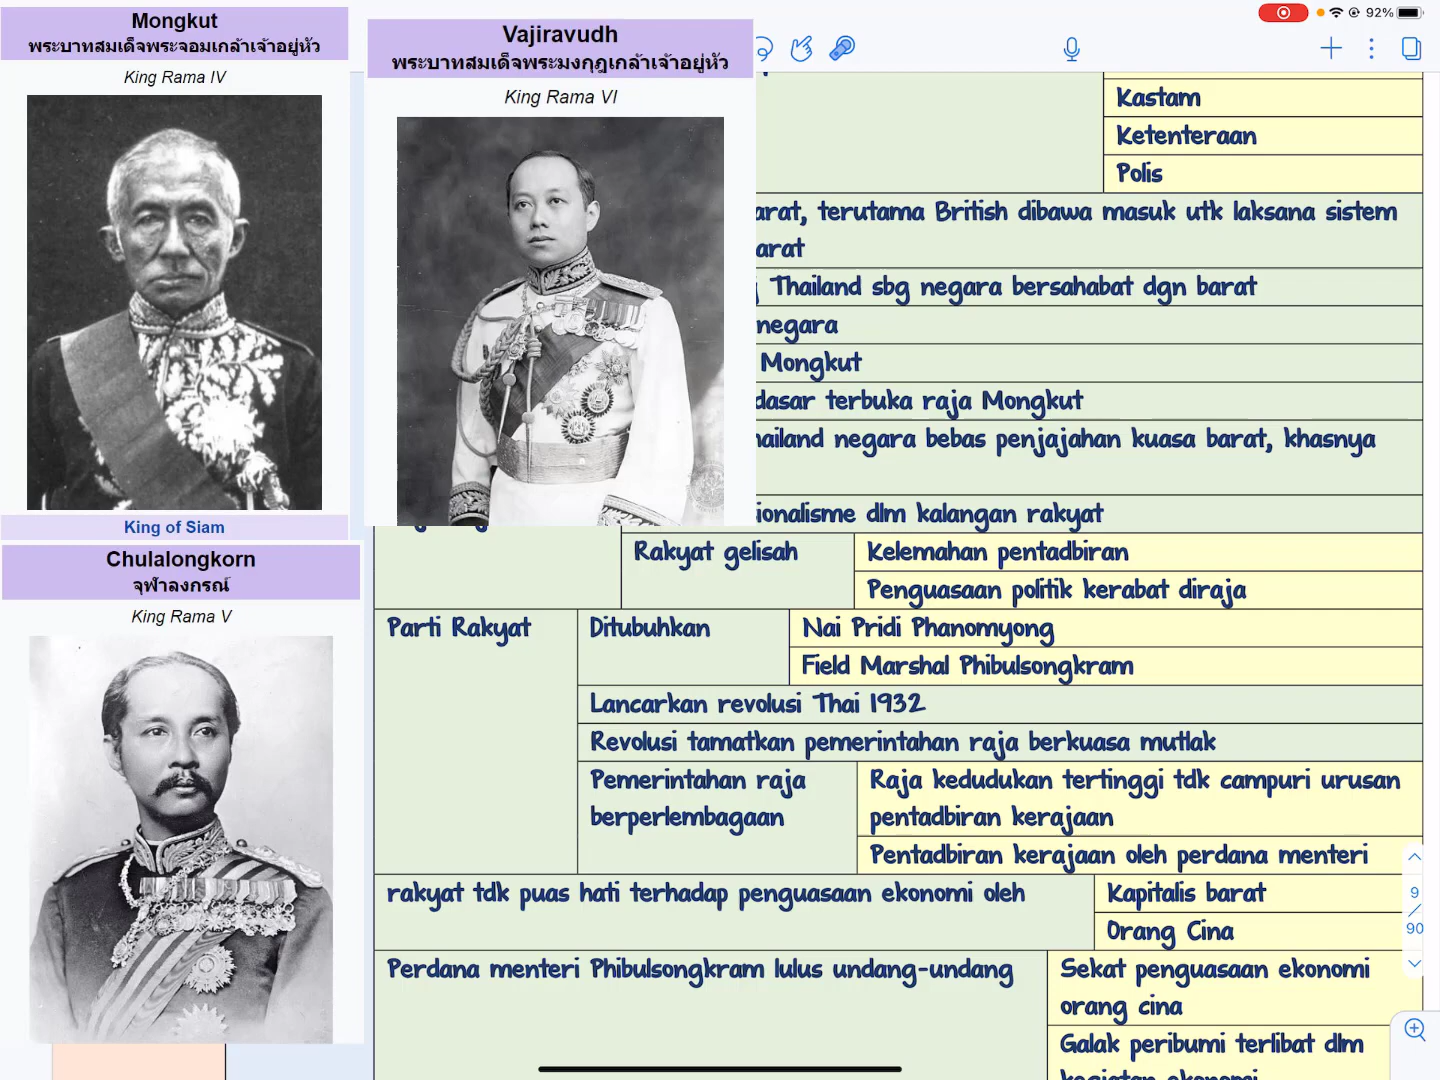 92%
Mongkut
พระบาทสมเด็จพระจอมเกล้าเจ้าอยู่หัว
King Rama IV
King of Siam
Vajiravudh
พระบาทสมเด็จพระมงกุฎเกล้าเจ้าอยู่หัว
King Rama VI
Chulalongkorn
จุฬาลงกรณ์
King Rama V
Kastam
Ketenteraan
Polis
arat, terutama British dibawa masuk utk laksana sistem
arat
Thailand sbg negara bersahabat dgn barat
negara
Mongkut
dasar terbuka raja Mongkut
ailand negara bebas penjajahan kuasa barat, khasnya
ionalisme dlm kalangan rakyat
Rakyat gelisah
Kelemahan pentadbiran
Penguasaan politik kerabat diraja
Parti Rakyat
Ditubuhkan
Nai Pridi Phanomyong
Field Marshal Phibulsongkram
Lancarkan revolusi Thai 1932
Revolusi tamatkan pemerintahan raja berkuasa mutlak
Pemerintahan raja
berperlembagaan
Raja kedudukan tertinggi tdk campuri urusan
pentadbiran kerajaan
Pentadbiran kerajaan oleh perdana menteri
rakyat tdk puas hati terhadap penguasaan ekonomi oleh
Kapitalis barat
Orang Cina
Perdana menteri Phibulsongkram lulus undang-undang
Sekat penguasaan ekonomi
orang cina
Galak peribumi terlibat dlm
kegiatan ekonomi
9
/
90